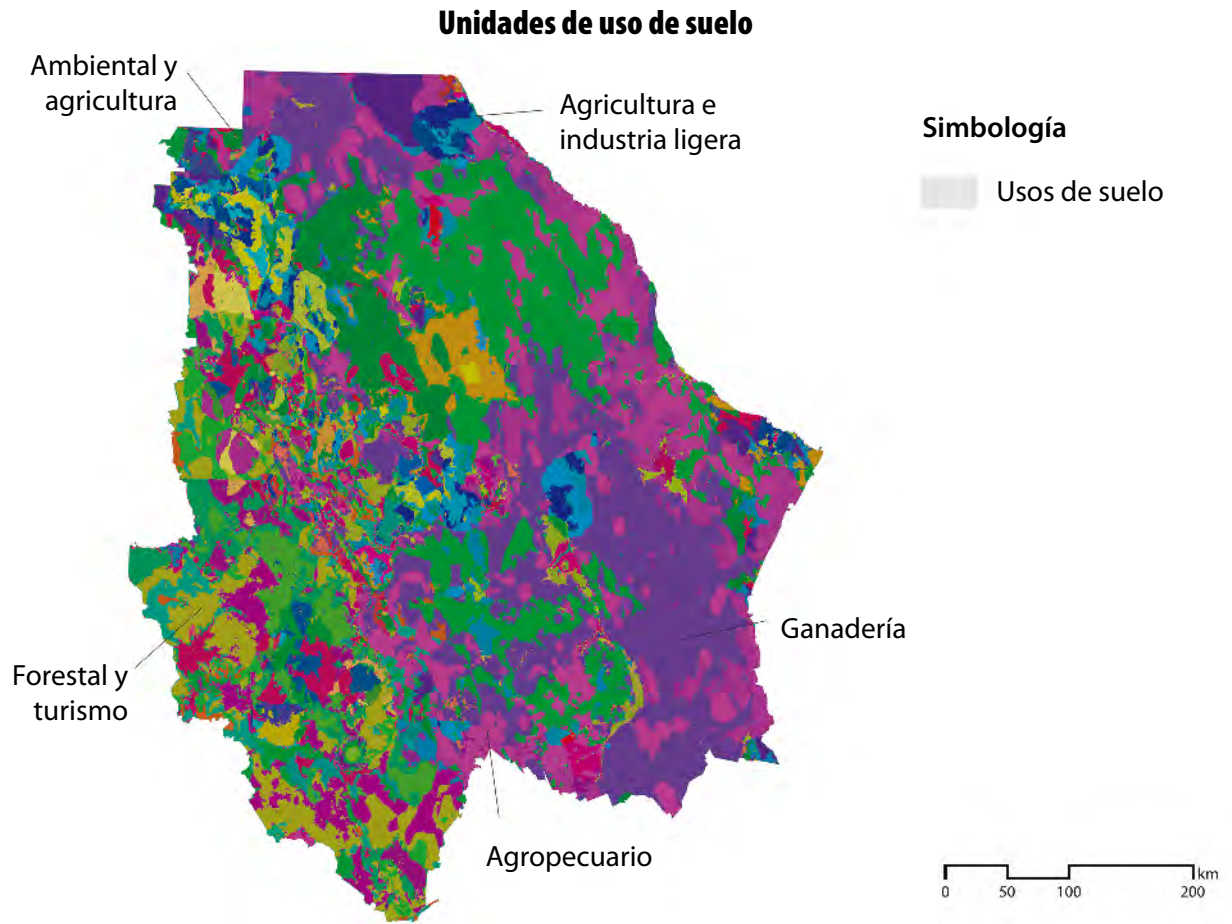 Unidades de uso de suelo
Ambiental y
agricultura
Agricultura e
industria ligera
Simbología
Usos de suelo
Ganadería
Forestal y
turismo
Agropecuario
km
0 50 100 200